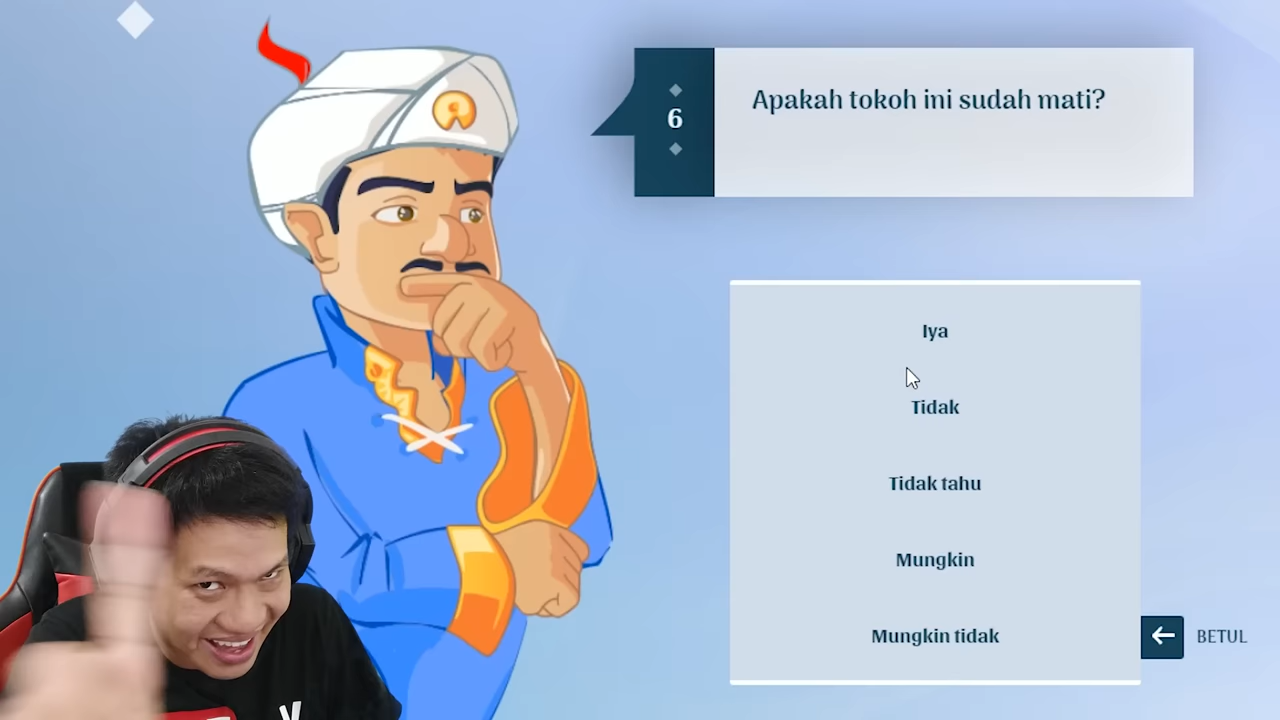 6
Apakah tokoh ini sudah mati?
Iya
Tidak
Tidak tahu
Mungkin
Mungkin tidak
BETUL